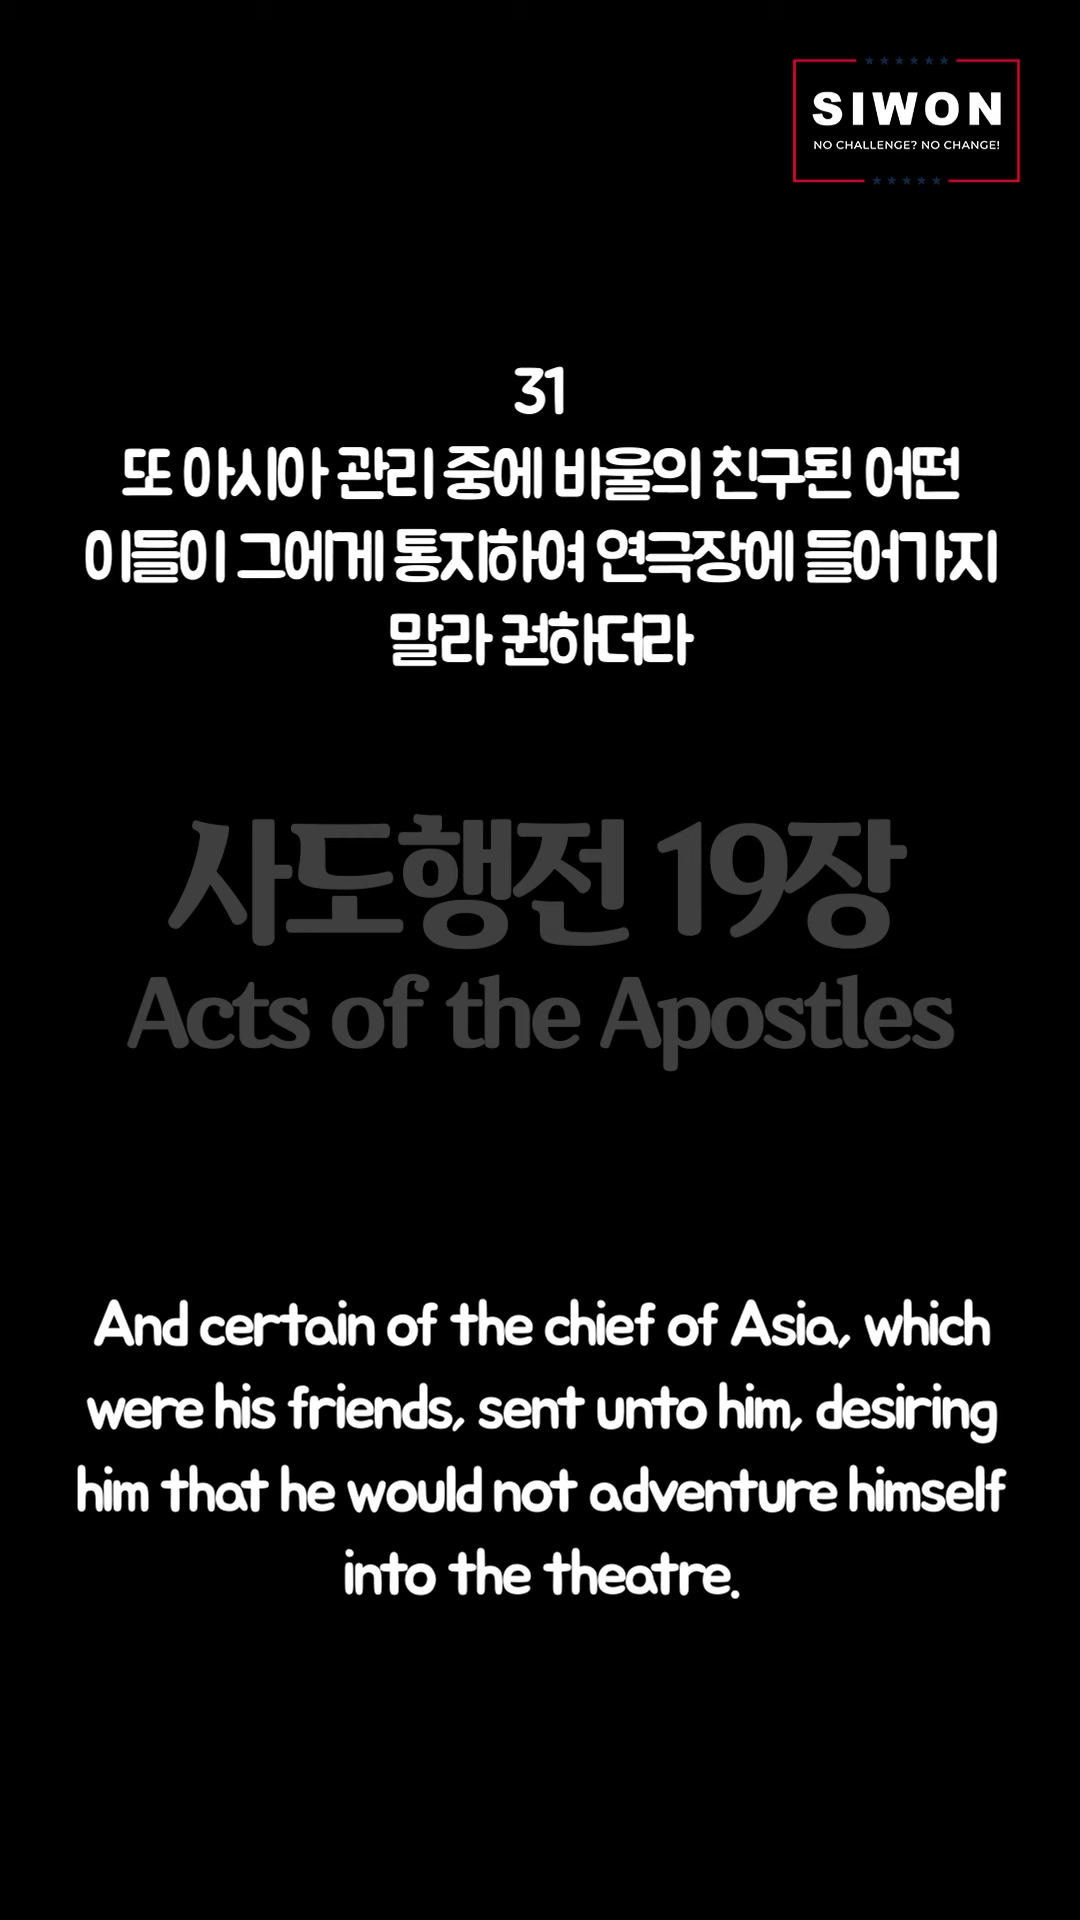 SIWON
NO CHALLENGE? NO CHANGE!
31
또 아시아 관리 중에 바울의 친구된 어떤
이들이 그에게 통지하여 연극장에 들어가지
말라 권하더라
사도행전 19장
Acts of the Apostles
And certain of the chief of Asia, which
were his friends, sent unto him, desiring
him that he would not adventure himself
into the theatre.